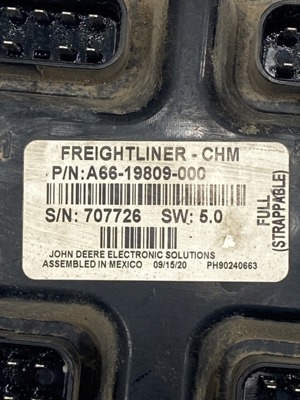 FREIGHTLINER - CHM
P/N:A66-19809-000
S/N: 707726 SW: 5.0
FULL
(STRAPPABLE)
JOHN DEERE ELECTRONIC SOLUTIONS
ASSEMBLED IN MEXICO 09/15/20 PH90240663